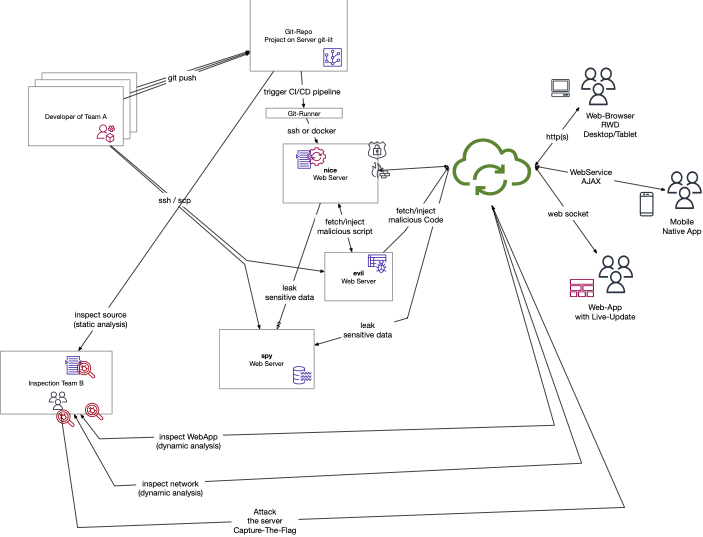 Git-Repo
Project on Server git-iit
git push
trigger CI/CD pipeline
Developer of Team A
Git-Runner
ssh or docker
nice
Web Server
Web-Browser
RWD
Desktop/Tablet
http(s)
WebService
AJAX
ssh / scp
fetch/inject
malicious script
fetch/inject
malicious Code
web socket
Mobile
Native App
evil
Web Server
leak
sensitive data
Web-App
with Live-Update
inspect source
(static analysis)
leak
sensitive data
spy
Web Server
Inspection Team B
inspect WebApp
(dynamic analysis)
inspect network
(dynamic analysis)
Attack
the server
Capture-The-Flag